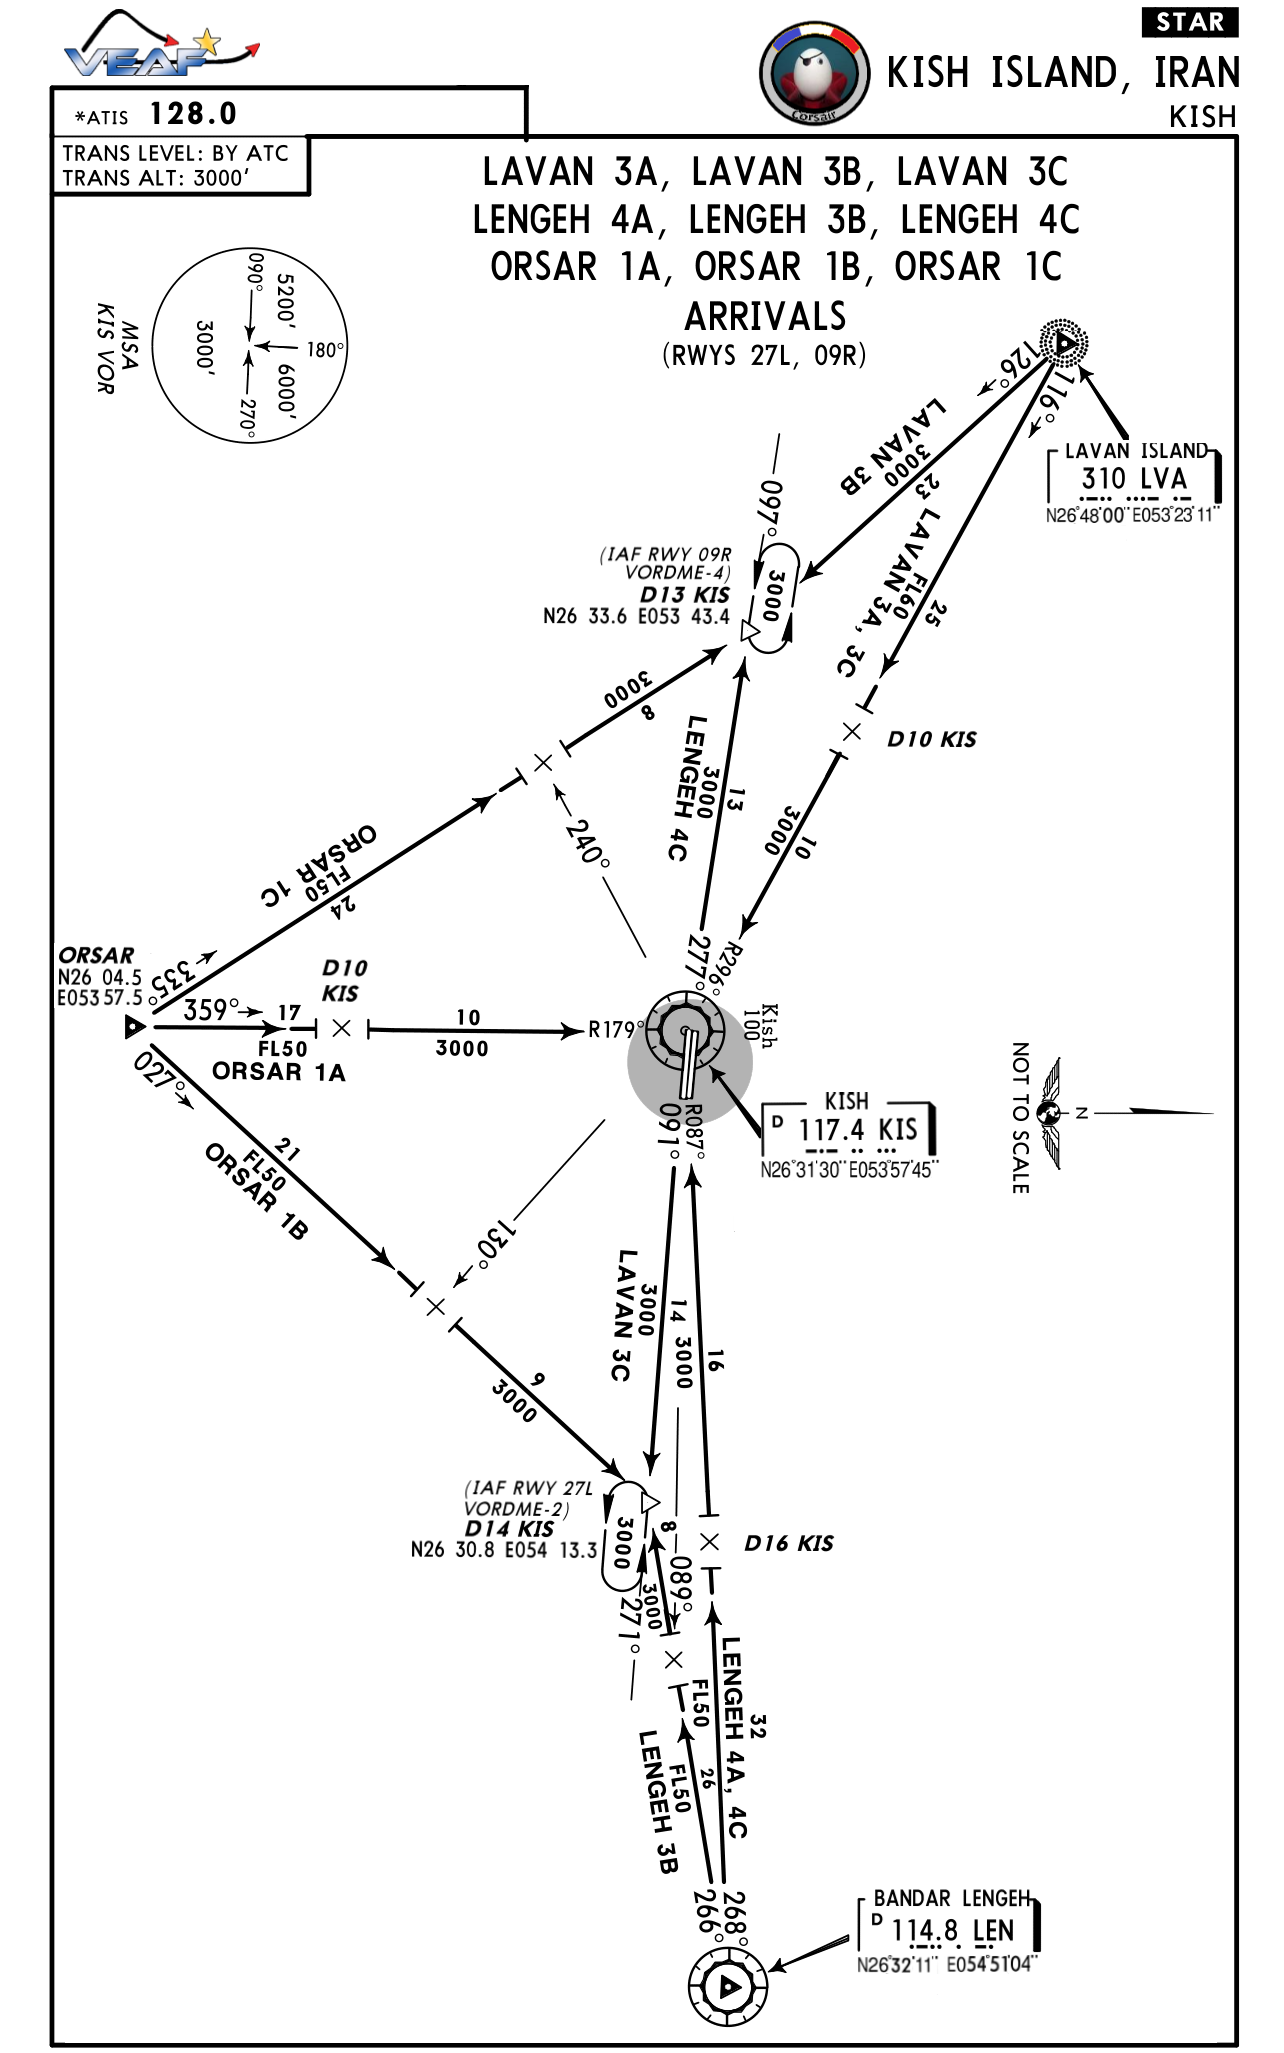 VEAF
Corsair
STAR
KISH ISLAND, IRAN
KISH
*ATIS 128.0
TRANS LEVEL: BY ATC
TRANS ALT: 3000'
LAVAN 3A, LAVAN 3B, LAVAN 3C
LENGEH 4A, LENGEH 3B, LENGEH 4C
ORSAR 1A, ORSAR 1B, ORSAR 1C
ARRIVALS
(RWYS 27L, 09R)
MSA
KIS VOR
090°
5200'
180°
3000'
6000'
270°
126°
116°
LAVAN ISLAND
310 LVA
N26°48'00" E053°23'11"
LAVAN 3B
3000
23
LAVAN 3A, 3C
FL60
25
097°
3000
(IAF RWY 09R
VORDME-4)
D13 KIS
N26 33.6 E053 43.4
3000
8
D10 KIS
LENGEH 4C
3000
13
3000
10
240°
ORSAR 1C
FL50
24
277°
R296°
ORSAR
N26 04.5
E053 57.5
335°
359°
17
FL50
ORSAR 1A
D10
KIS
10
3000
R179°
Kish
100
027°
R087°
091°
KISH
D 117.4 KIS
N26°31'30" E053°57'45"
N
NOT TO SCALE
21
FL50
ORSAR 1B
130°
LAVAN 3C
3000
14
3000
16
9
3000
(IAF RWY 27L
VORDME-2)
D14 KIS
N26 30.8 E054 13.3
3000
8
3000
089°
271°
D16 KIS
FL50
LENGEH 4A, 4C
32
LENGEH 3B
FL50
26
266°
268°
BANDAR LENGEH
D 114.8 LEN
N26°32'11" E054°51'04"